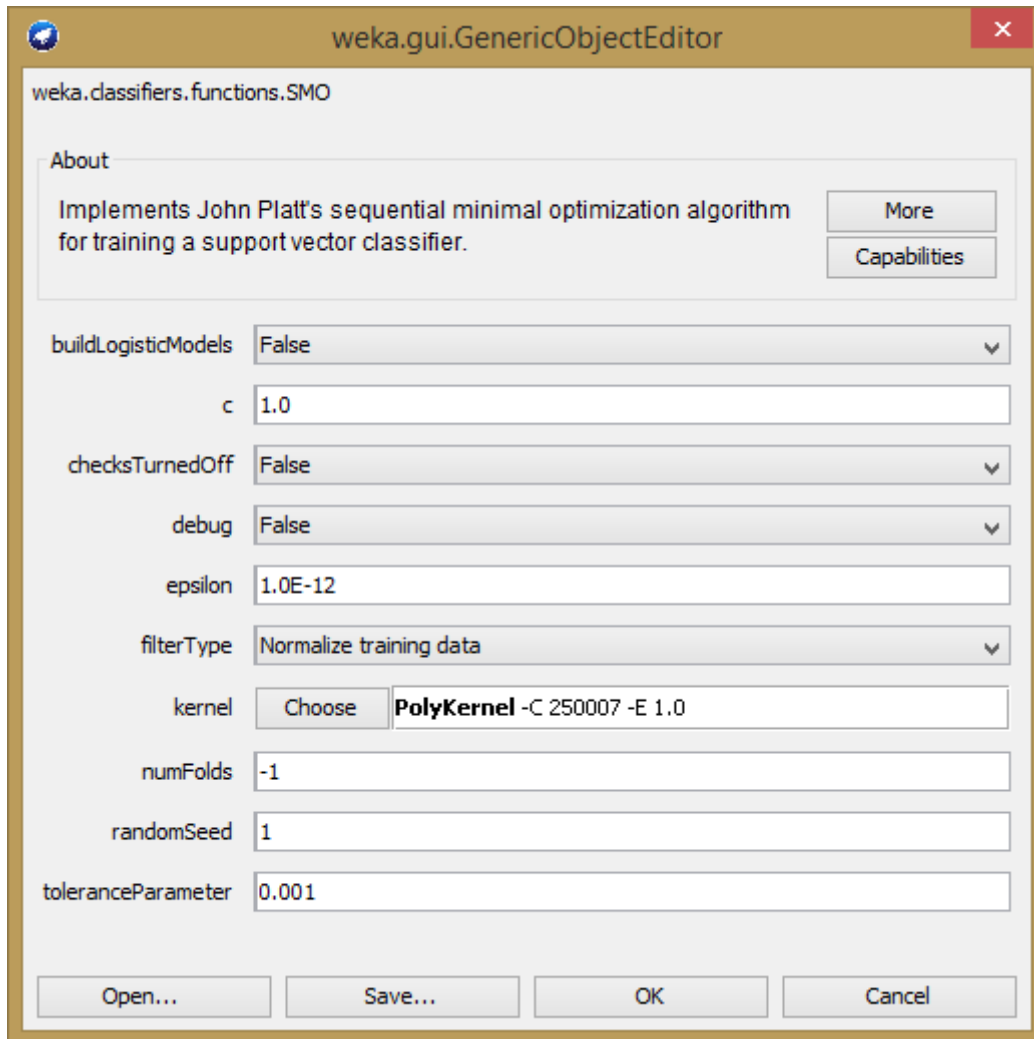 weka.gui.GenericObjectEditor
weka.classifiers.functions.SMO
About
Implements John Platt's sequential minimal optimization algorithm
for training a support vector classifier.
More
Capabilities
buildLogisticModels False
c 1.0
checksTurnedOff False
debug False
epsilon 1.0E-12
filterType Normalize training data
kernel Choose PolyKernel -C 250007 -E 1.0
numFolds -1
randomSeed 1
toleranceParameter 0.001
Open... Save... OK Cancel